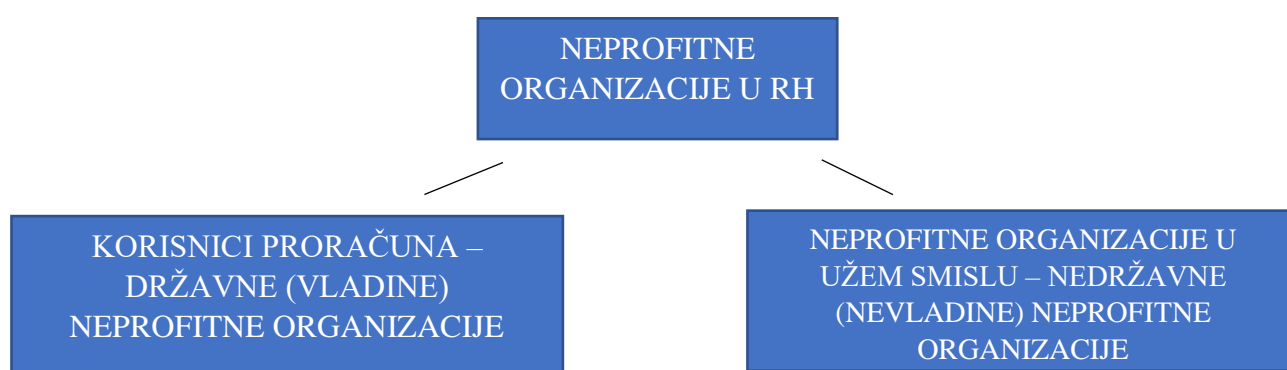 NEPROFITNE
ORGANIZACIJE U RH
KORISNICI PRORAČUNA –
DRŽAVNE (VLADINE)
NEPROFITNE ORGANIZACIJE
NEPROFITNE ORGANIZACIJE U
UŽEM SMISLU – NEDRŽAVNE
(NEVLADINE) NEPROFITNE
ORGANIZACIJE